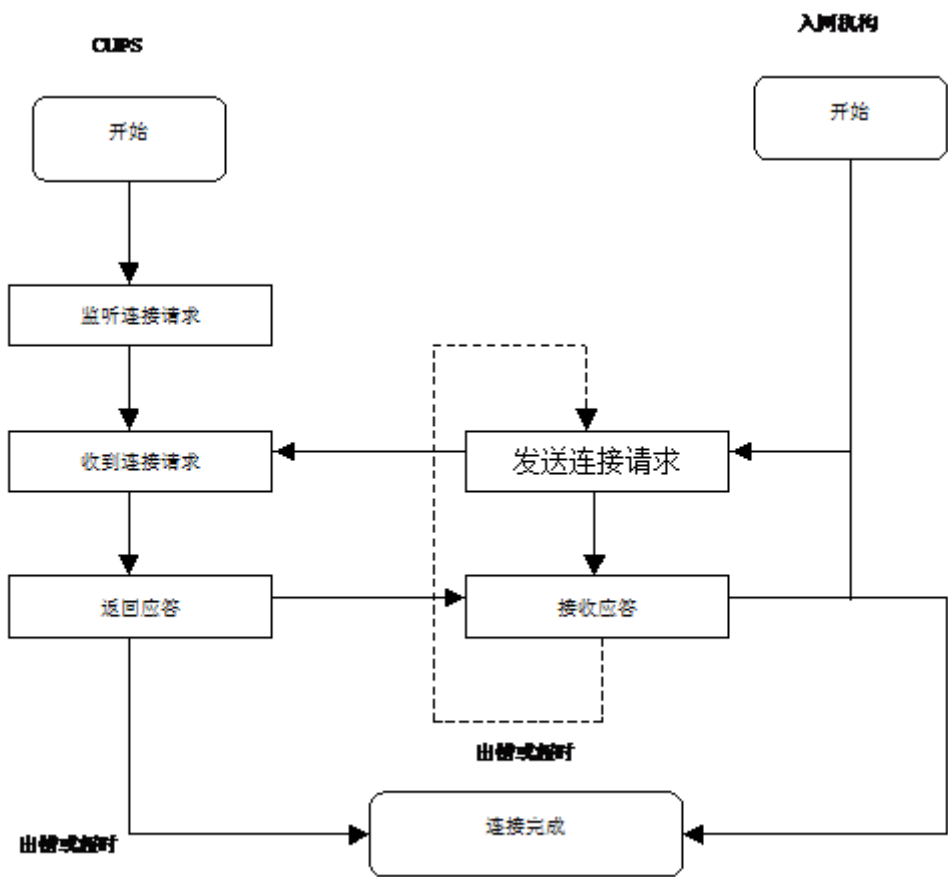 CUPS
入网机构
开始
开始
监听连接请求
收到连接请求
发送连接请求
返回应答
接收应答
出错或超时
连接完成
出错或超时